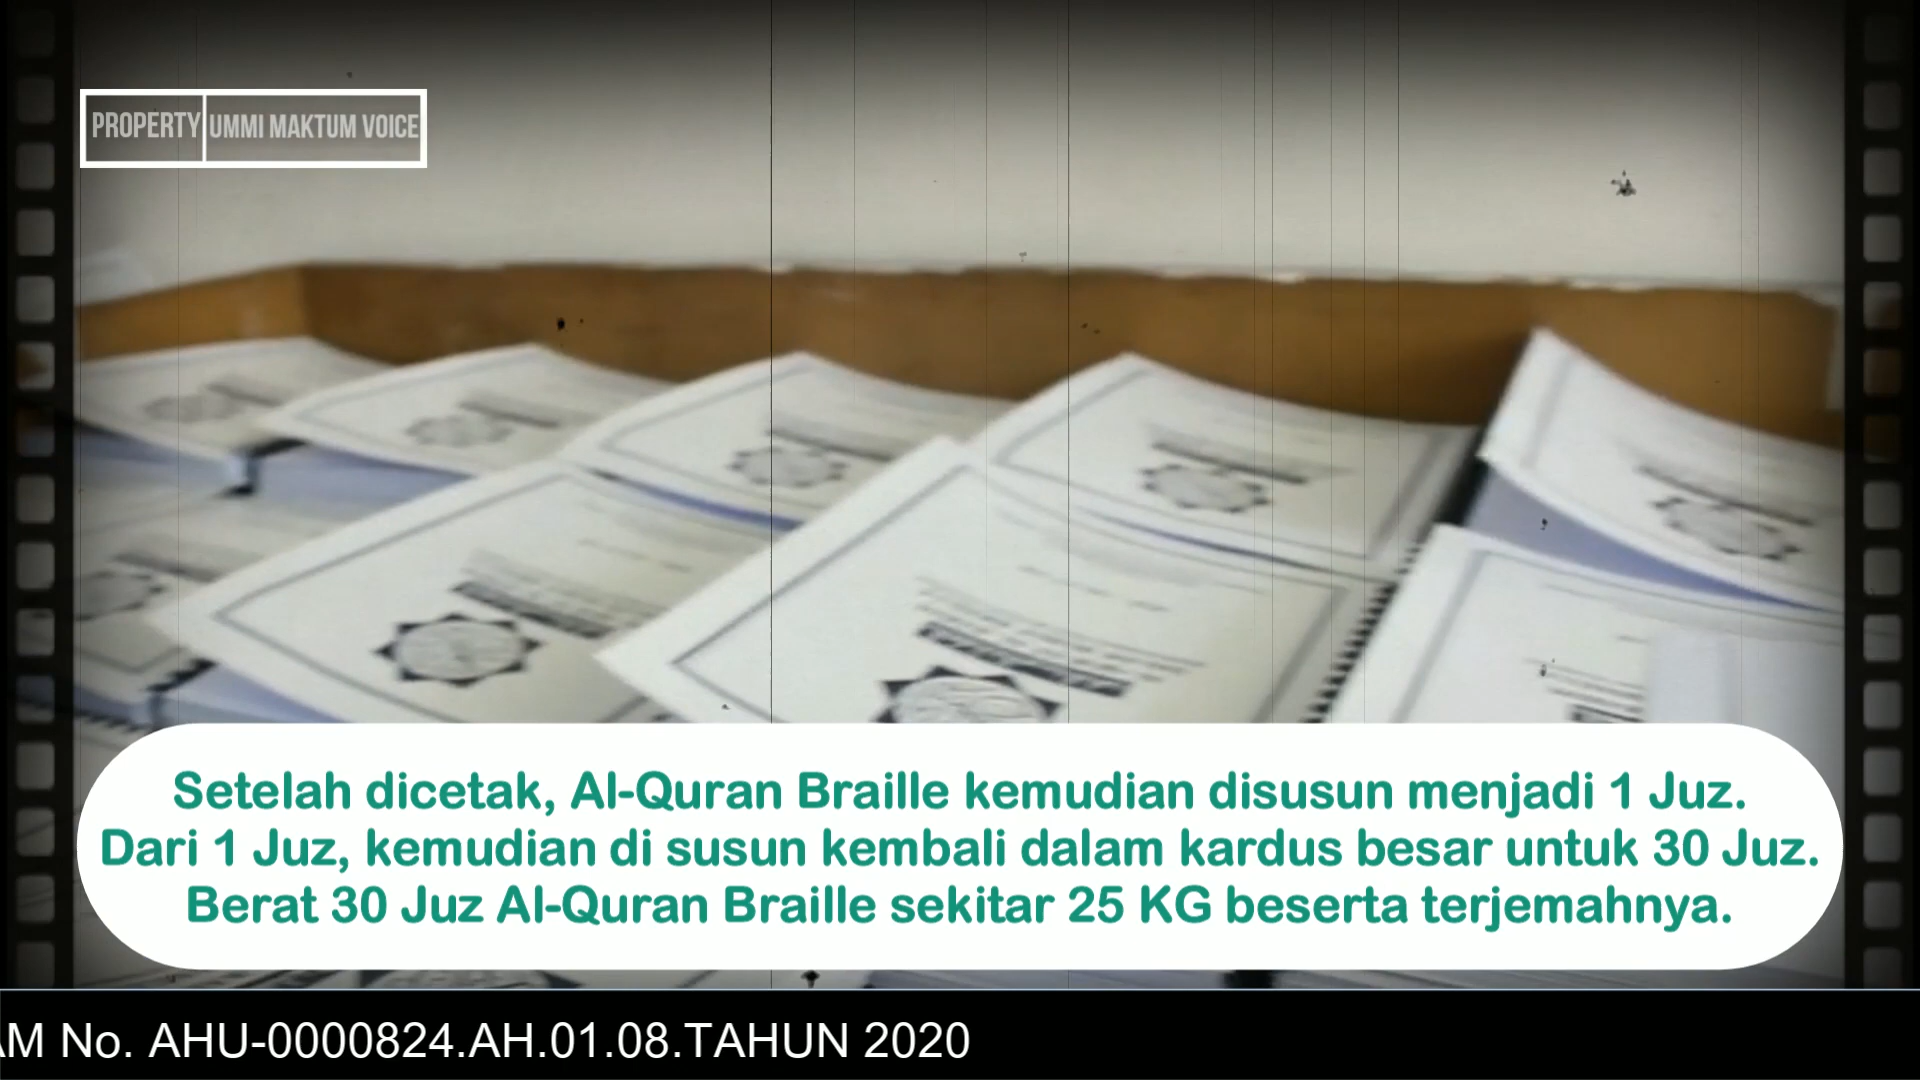 PROPERTY UMMI MAKTUM VOICE
Setelah dicetak, Al-Quran Braille kemudian disusun menjadi 1 Juz.
Dari 1 Juz, kemudian di susun kembali dalam kardus besar untuk 30 Juz.
Berat 30 Juz Al-Quran Braille sekitar 25 KG beserta terjemahnya.
No. AHU-0000824.AH.01.08.TAHUN 2020